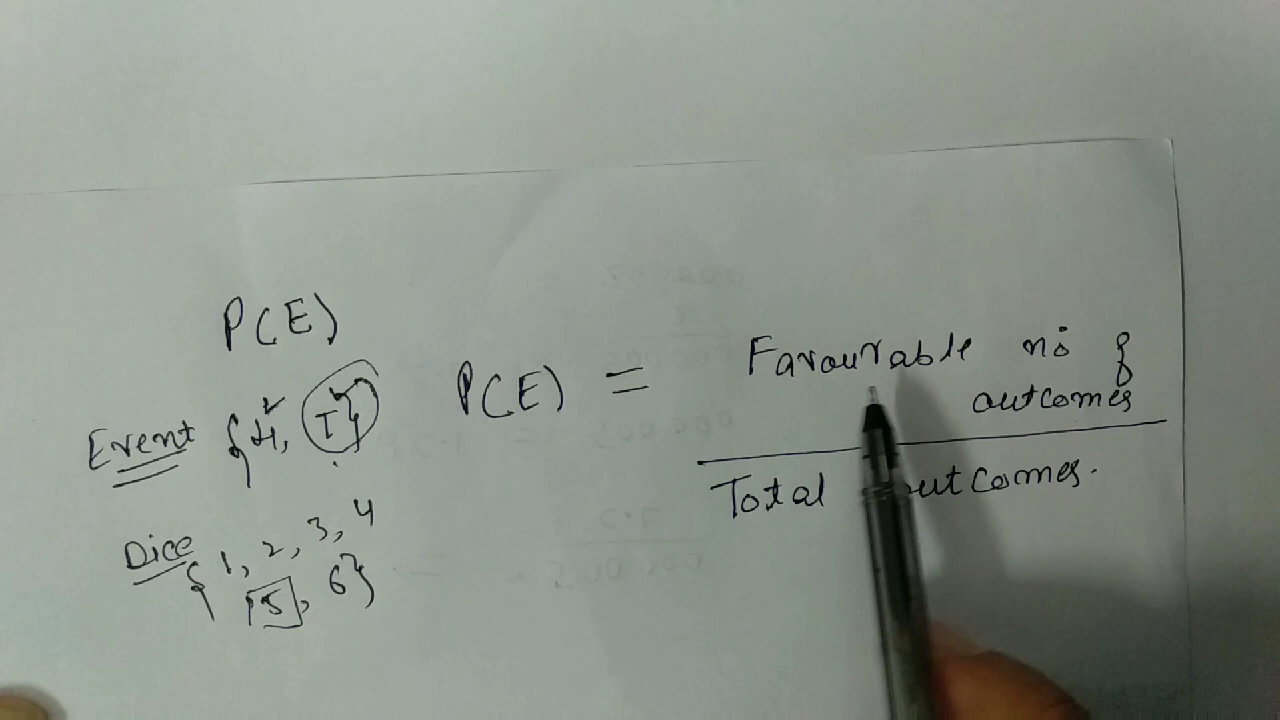 P(E)
P(E) = Favourable no of
outcomes
Total outcomes.
Event {H, T}
Dice
{1, 2, 3, 4
5, 6}